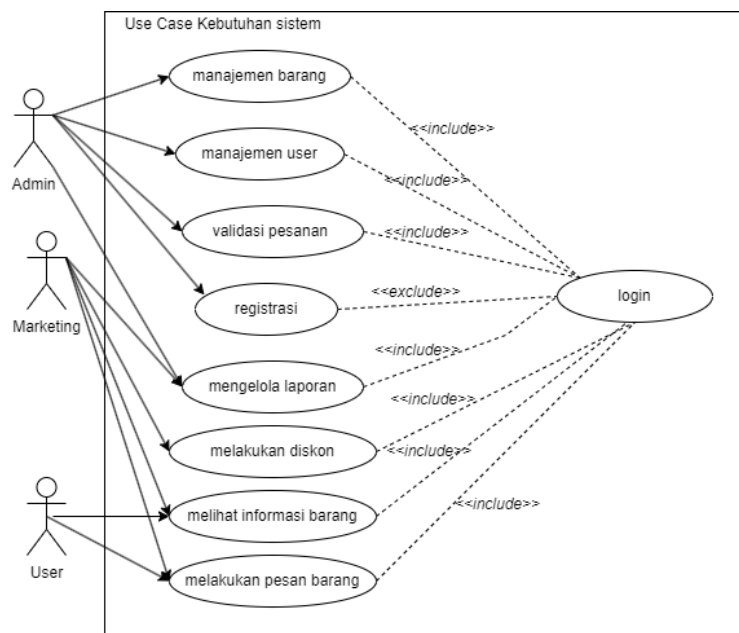 Use Case Kebutuhan sistem
manajemen barang
<<include>>
manajemen user
<<include>>
Admin
validasi pesanan
<<include>>
registrasi
<<exclude>>
login
Marketing
mengelola laporan
<<include>>
melakukan diskon
<<include>>
<<include>>
melihat informasi barang
<<include>>
User
melakukan pesan barang